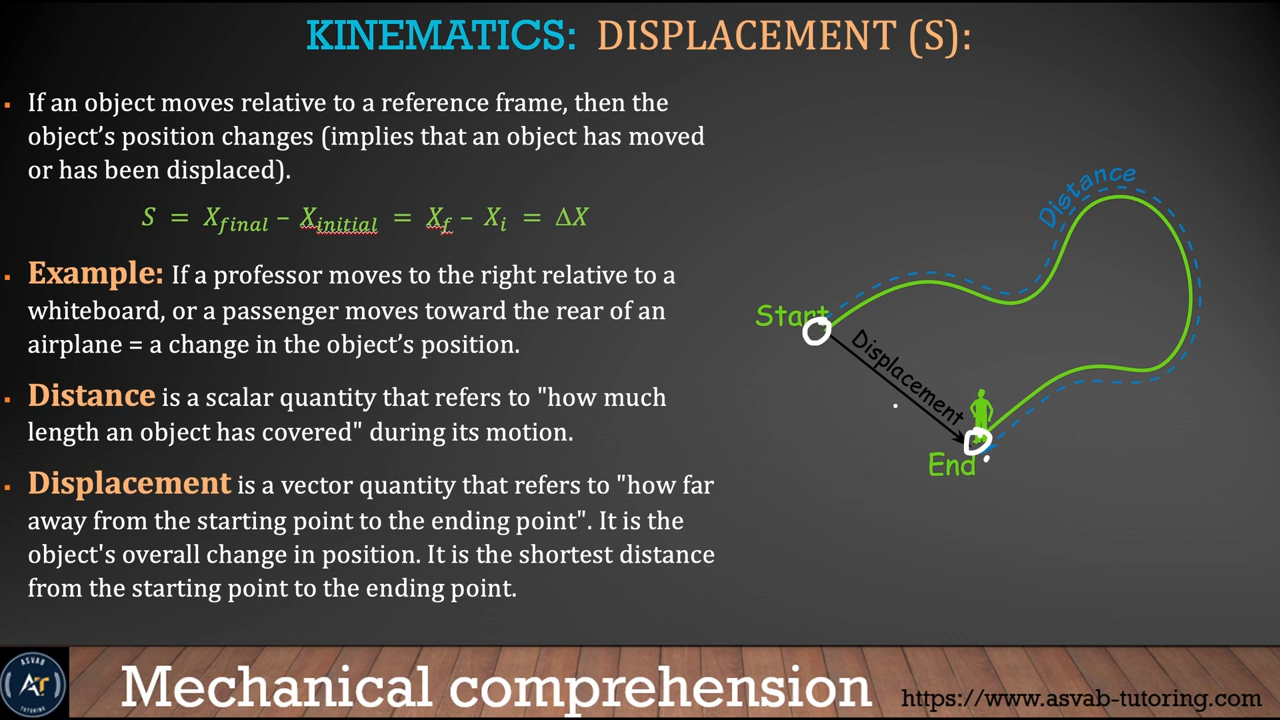 KINEMATICS: DISPLACEMENT (S):
▪ If an object moves relative to a reference frame, then the
object's position changes (implies that an object has moved
or has been displaced).
S = X_final – X_initial = X_f – X_i = ΔX
▪ Example: If a professor moves to the right relative to a
whiteboard, or a passenger moves toward the rear of an
airplane = a change in the object's position.
▪ Distance is a scalar quantity that refers to "how much
length an object has covered" during its motion.
▪ Displacement is a vector quantity that refers to "how far
away from the starting point to the ending point". It is the
object's overall change in position. It is the shortest distance
from the starting point to the ending point.
Distance
Start
Displacement
End
ASVAB
AT
TUTORING
Mechanical comprehension
https://www.asvab-tutoring.com